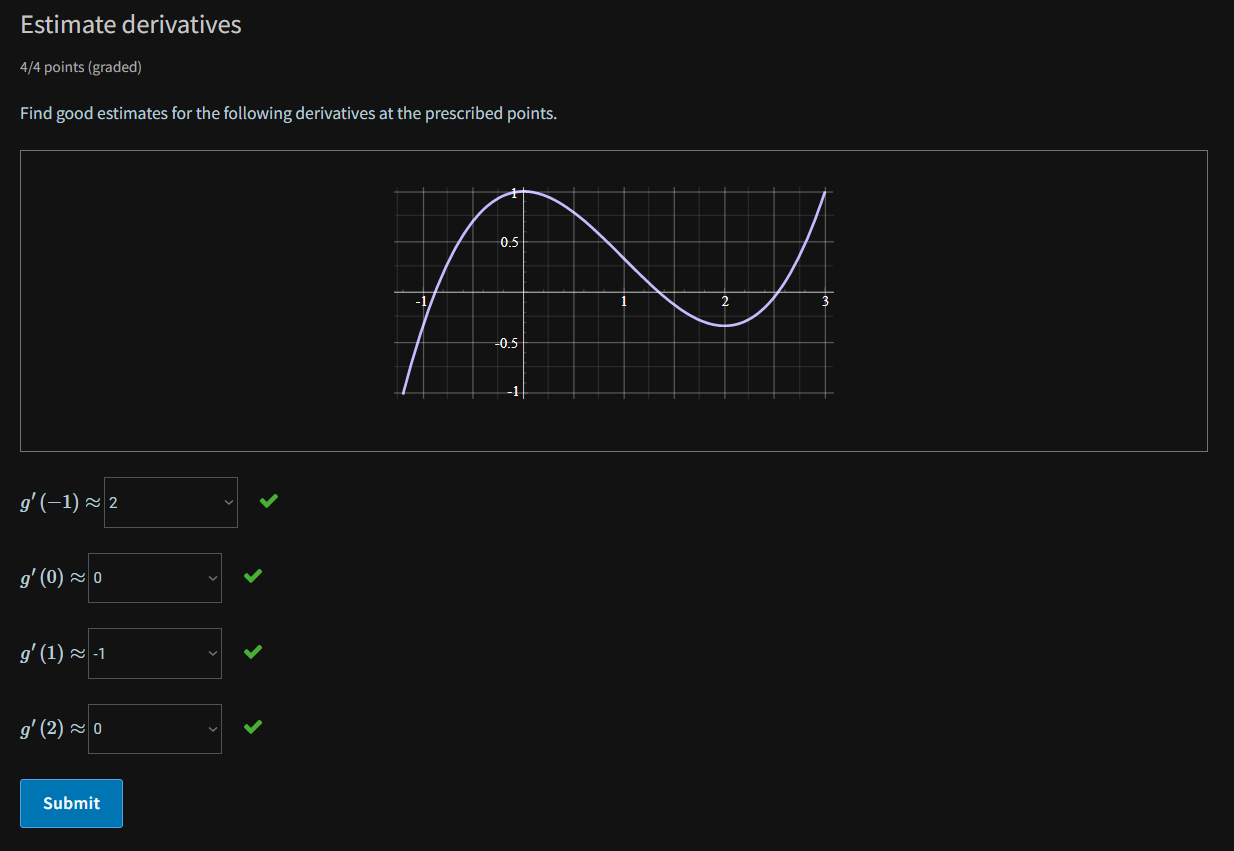 Estimate derivatives
4/4 points (graded)
Find good estimates for the following derivatives at the prescribed points.
1
0.5
-1 1 2 3
-0.5
-1
g′(−1) ≈ 2
g′(0) ≈ 0
g′(1) ≈ -1
g′(2) ≈ 0
Submit